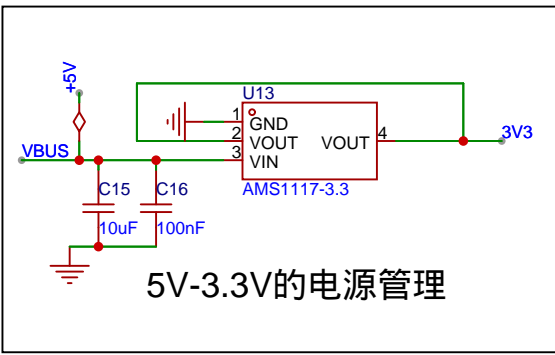 +5V
U13
1 GND
2 VOUT VOUT 4
3 VIN
3V3
VBUS
AMS1117-3.3
C15 C16
10uF 100nF
5V-3.3V的电源管理